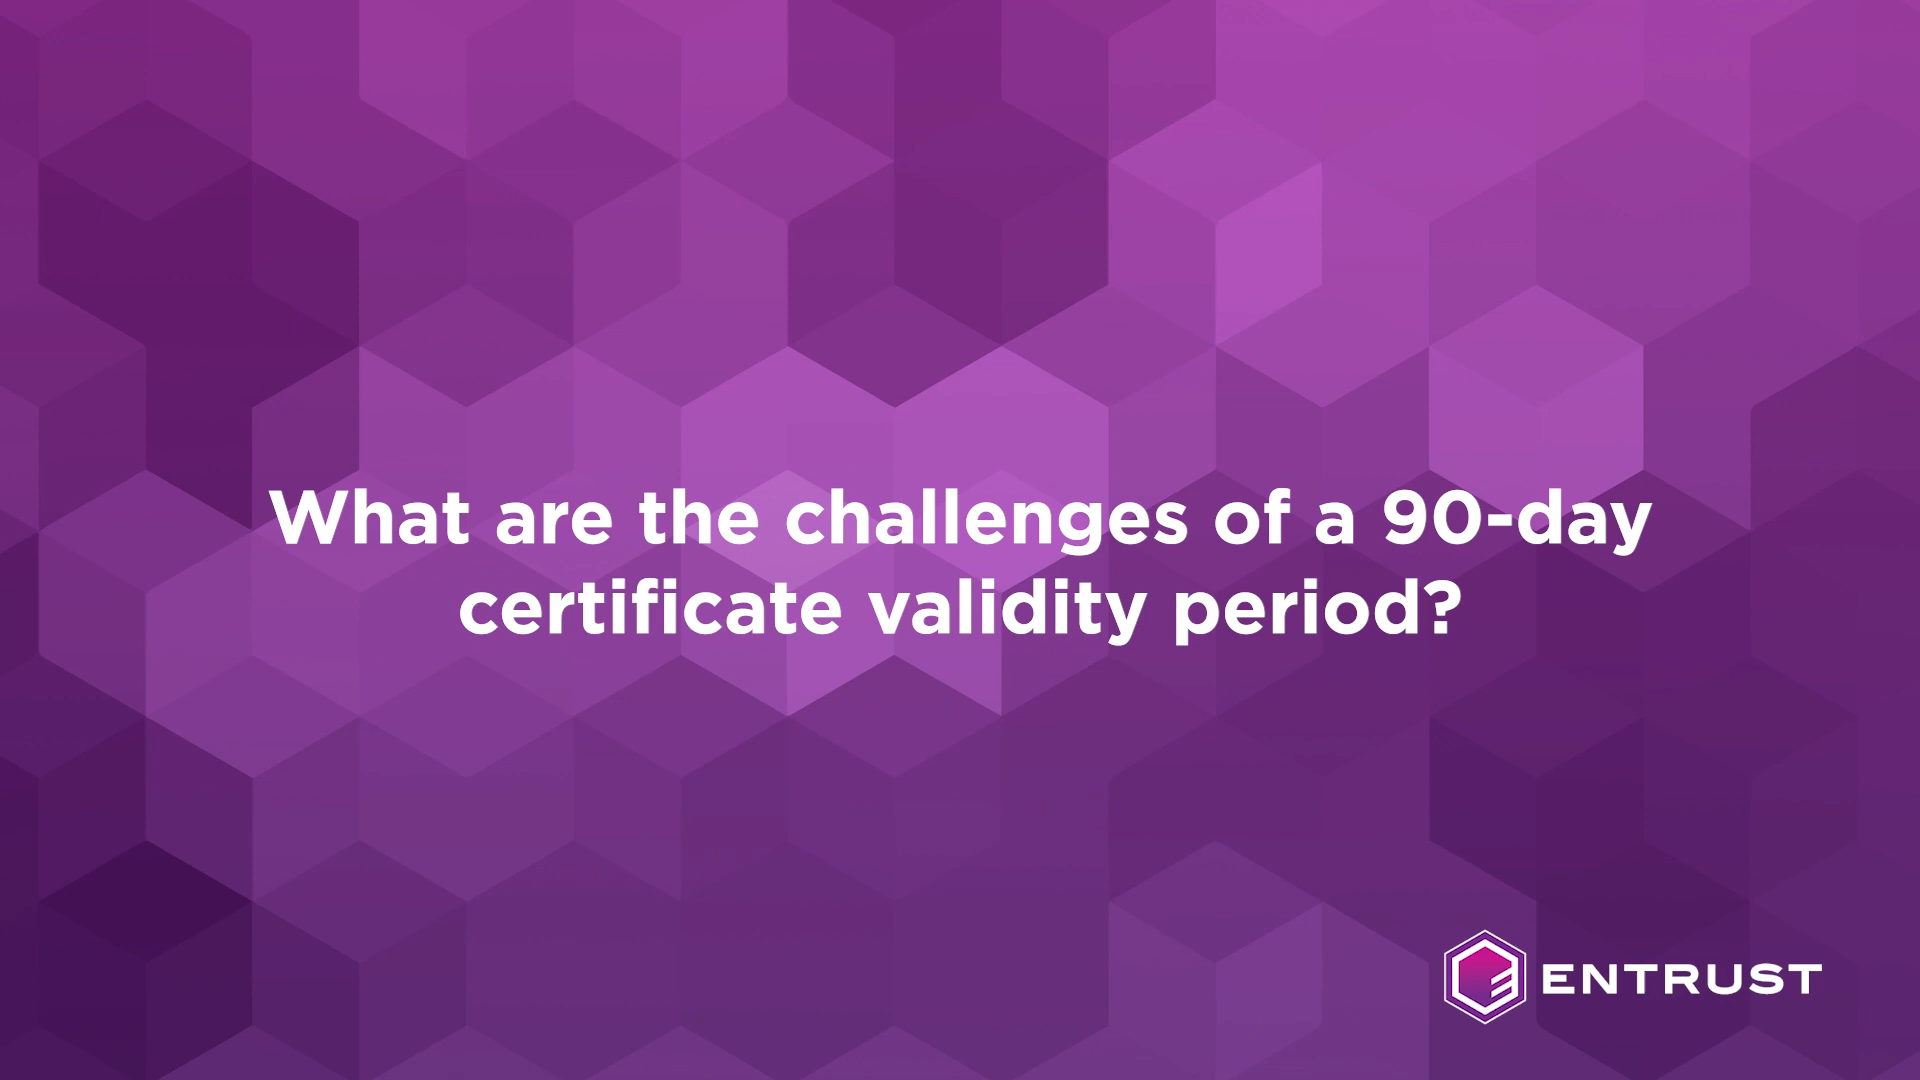 What are the challenges of a 90-day
certificate validity period?
ENTRUST